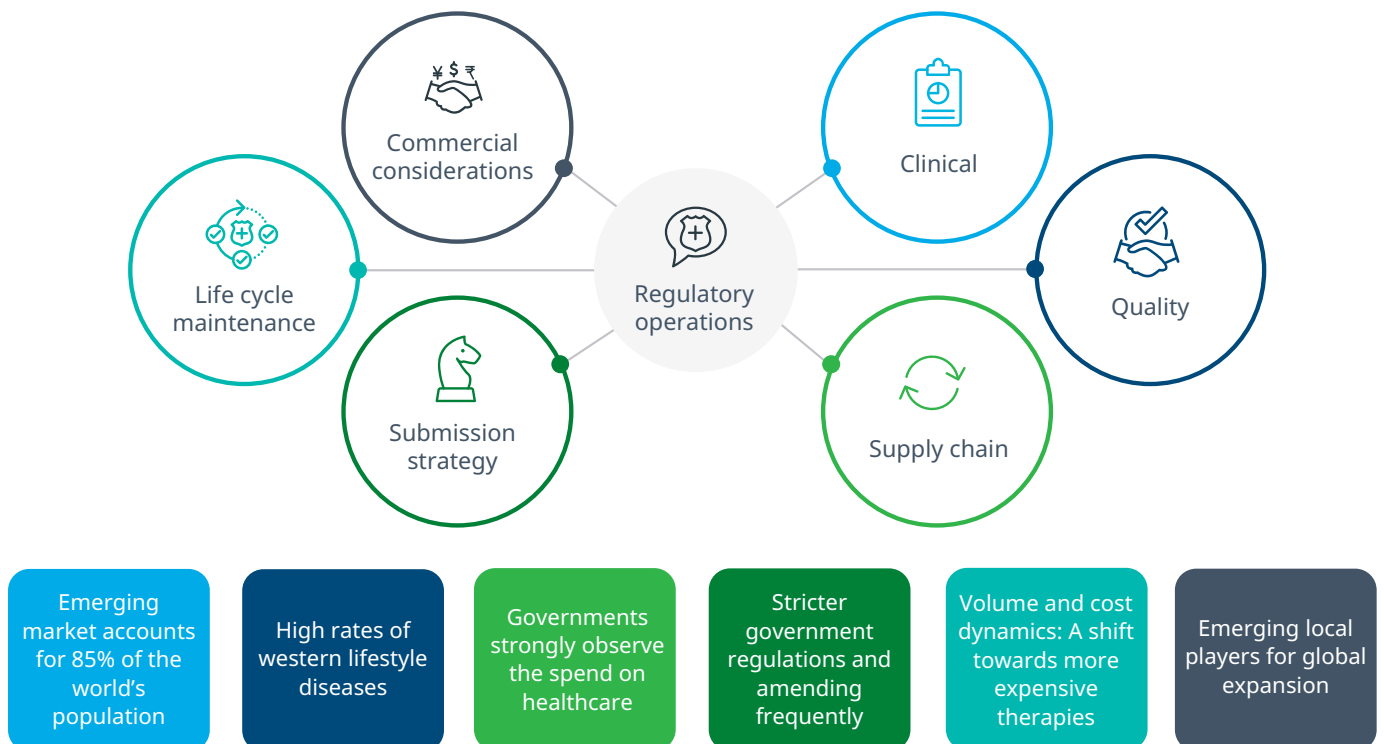 ¥ $ ₹
Commercial
considerations
Clinical
Life cycle
maintenance
Regulatory
operations
Quality
Submission
strategy
Supply chain
Emerging
market accounts
for 85% of the
world’s
population
High rates of
western lifestyle
diseases
Governments
strongly observe
the spend on
healthcare
Stricter
government
regulations and
amending
frequently
Volume and cost
dynamics: A shift
towards more
expensive
therapies
Emerging local
players for global
expansion